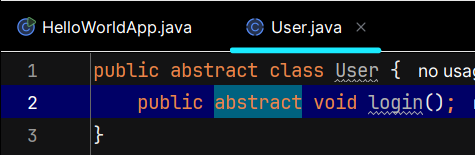 HelloWorldApp.java User.java
1 public abstract class User { no usag
2 public abstract void login();
3 }